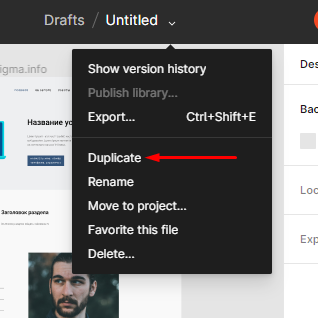 Drafts / Untitled
igma.info
Des
Show version history
Publish library...
Export... Ctrl+Shift+E
Bac
Название ус
Duplicate
Rename
Move to project...
Loc
Заголовок раздела
Favorite this file
Exp
Delete...